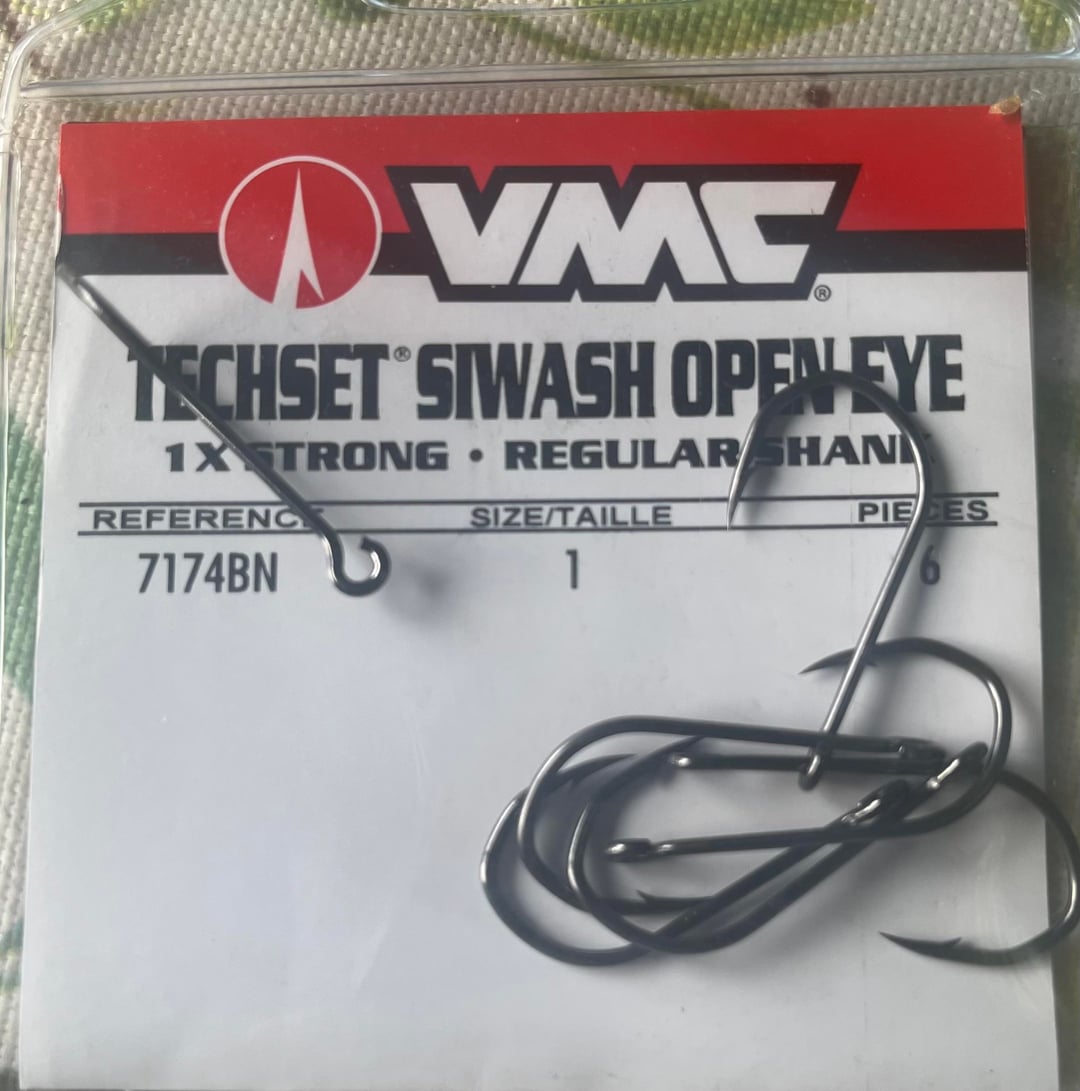 VMC®
TECHSET® SIWASH OPEN EYE
1X STRONG • REGULAR SHANK
REFERENCE SIZE/TAILLE PIECES
7174BN 1 6